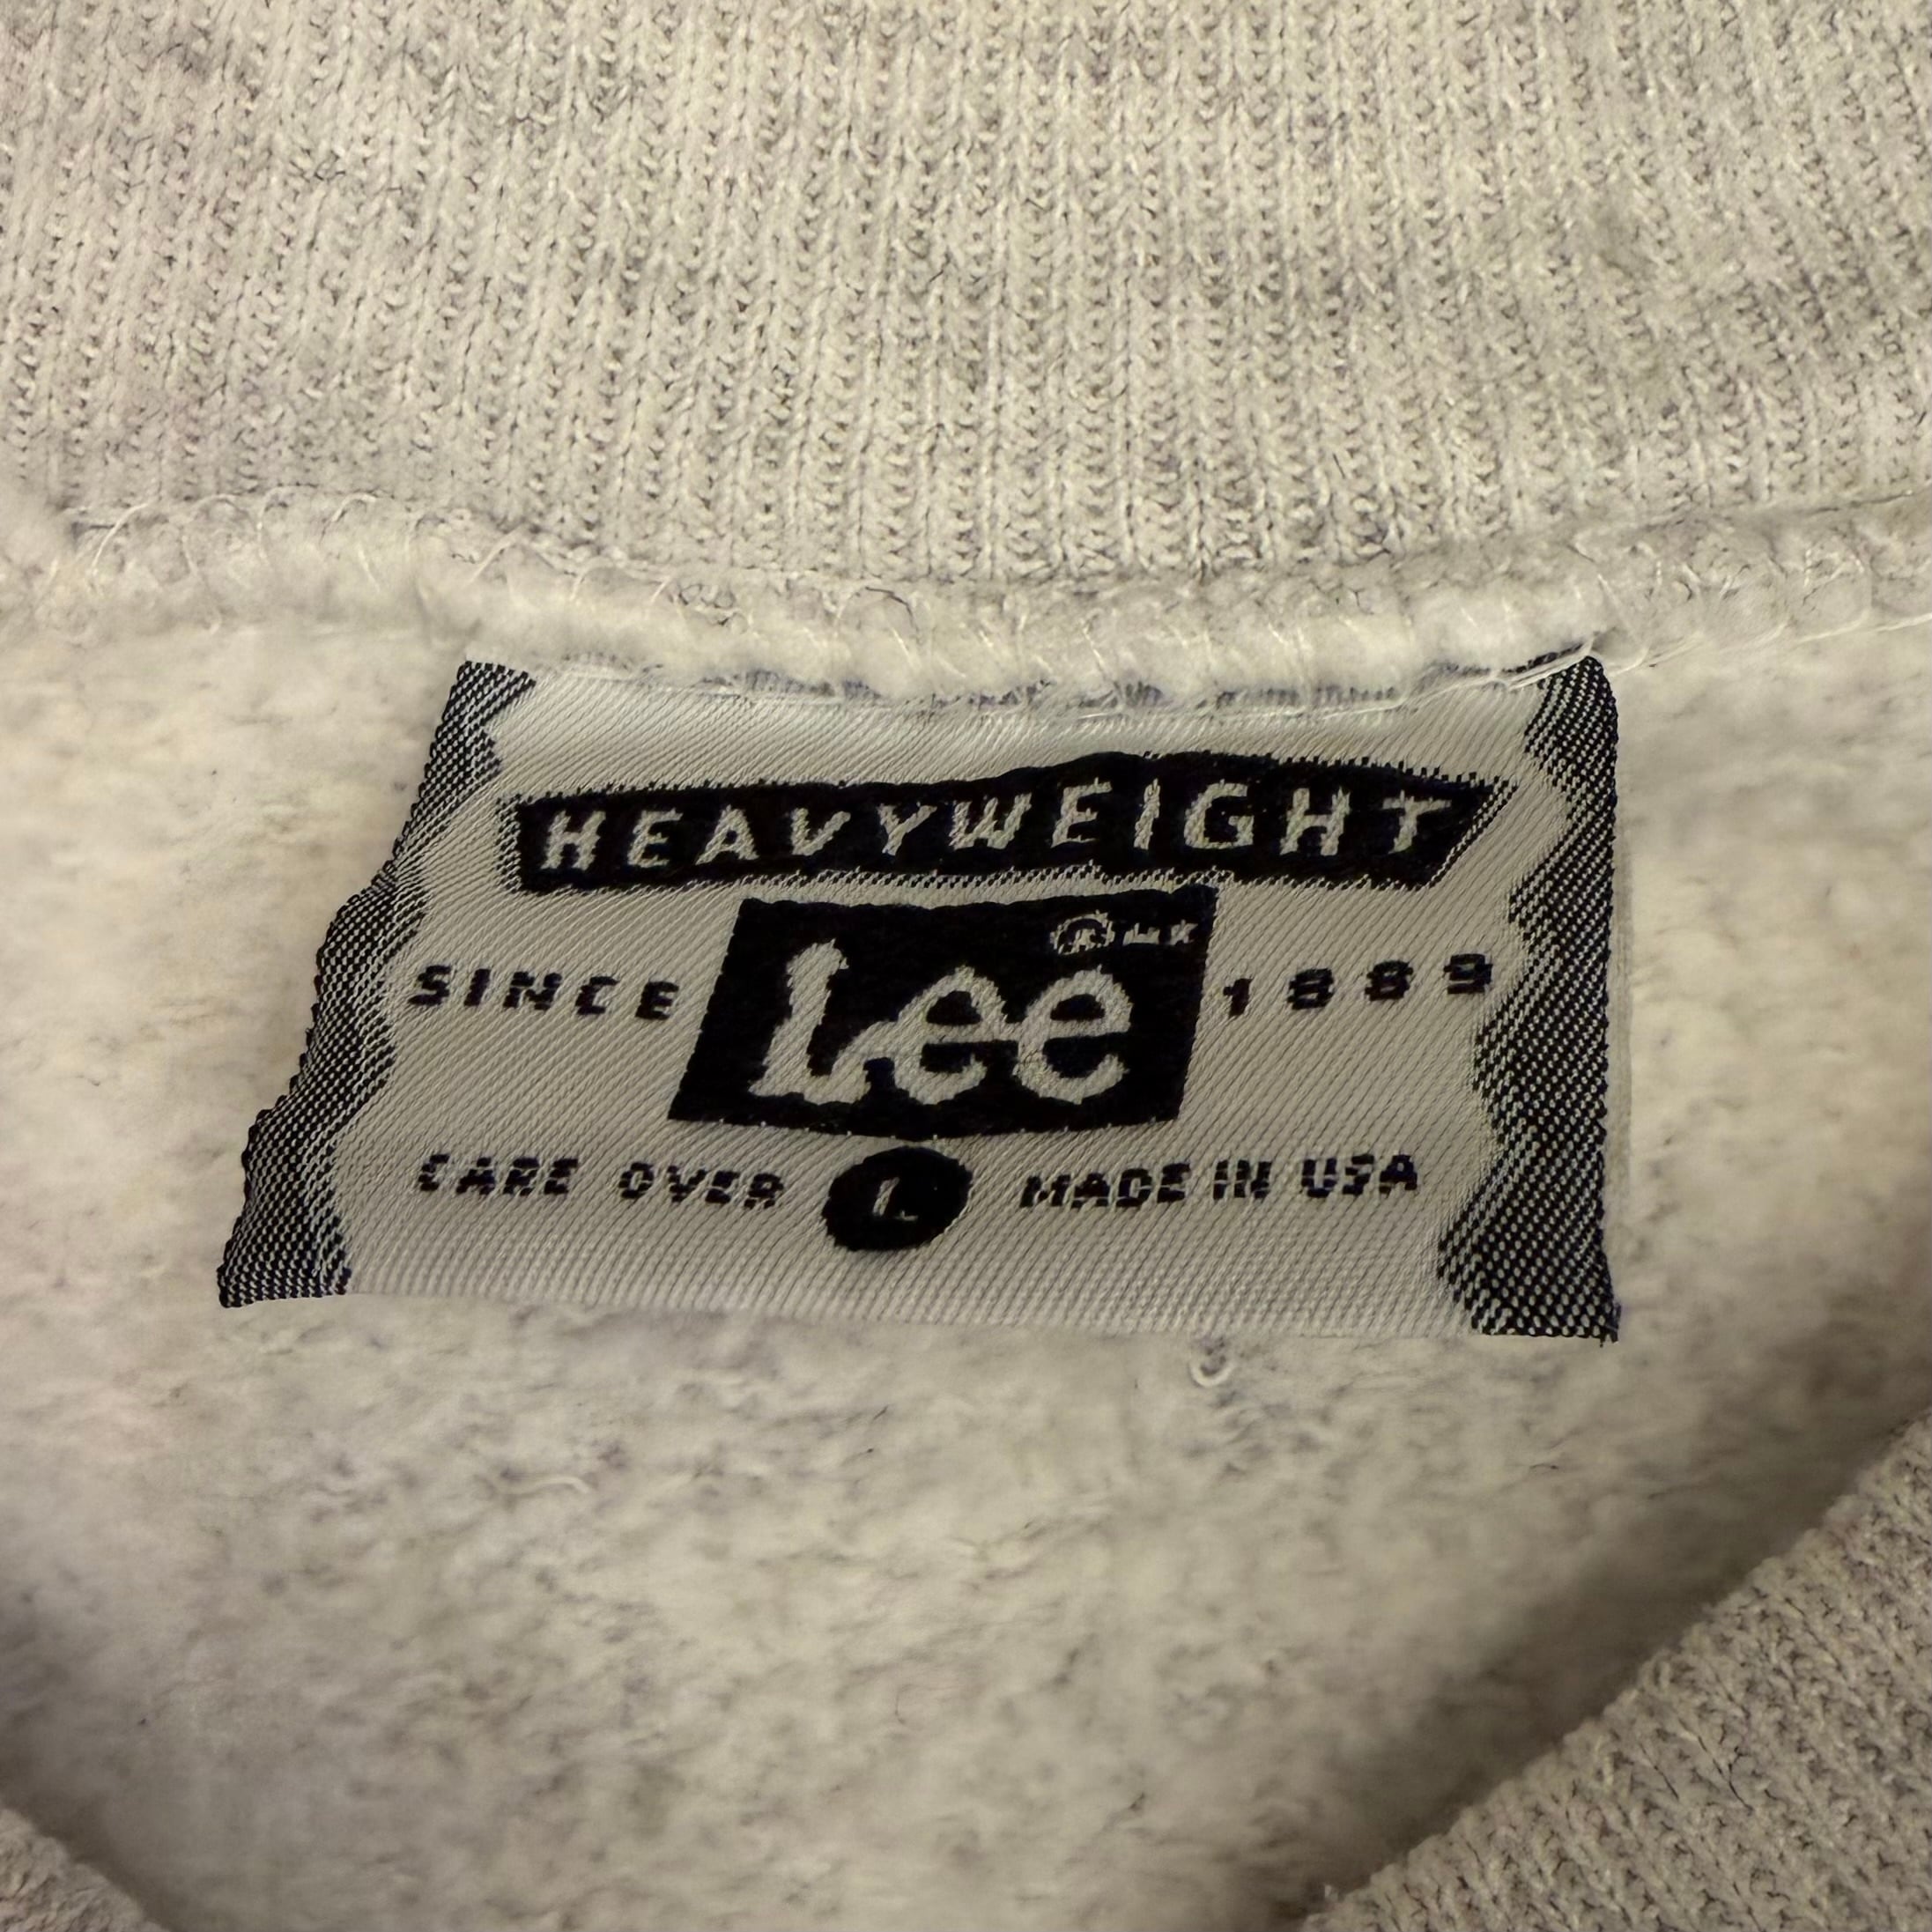 HEAVYWEIGHT
SINCE Lee ® 1889
CARE OVER L MADE IN USA